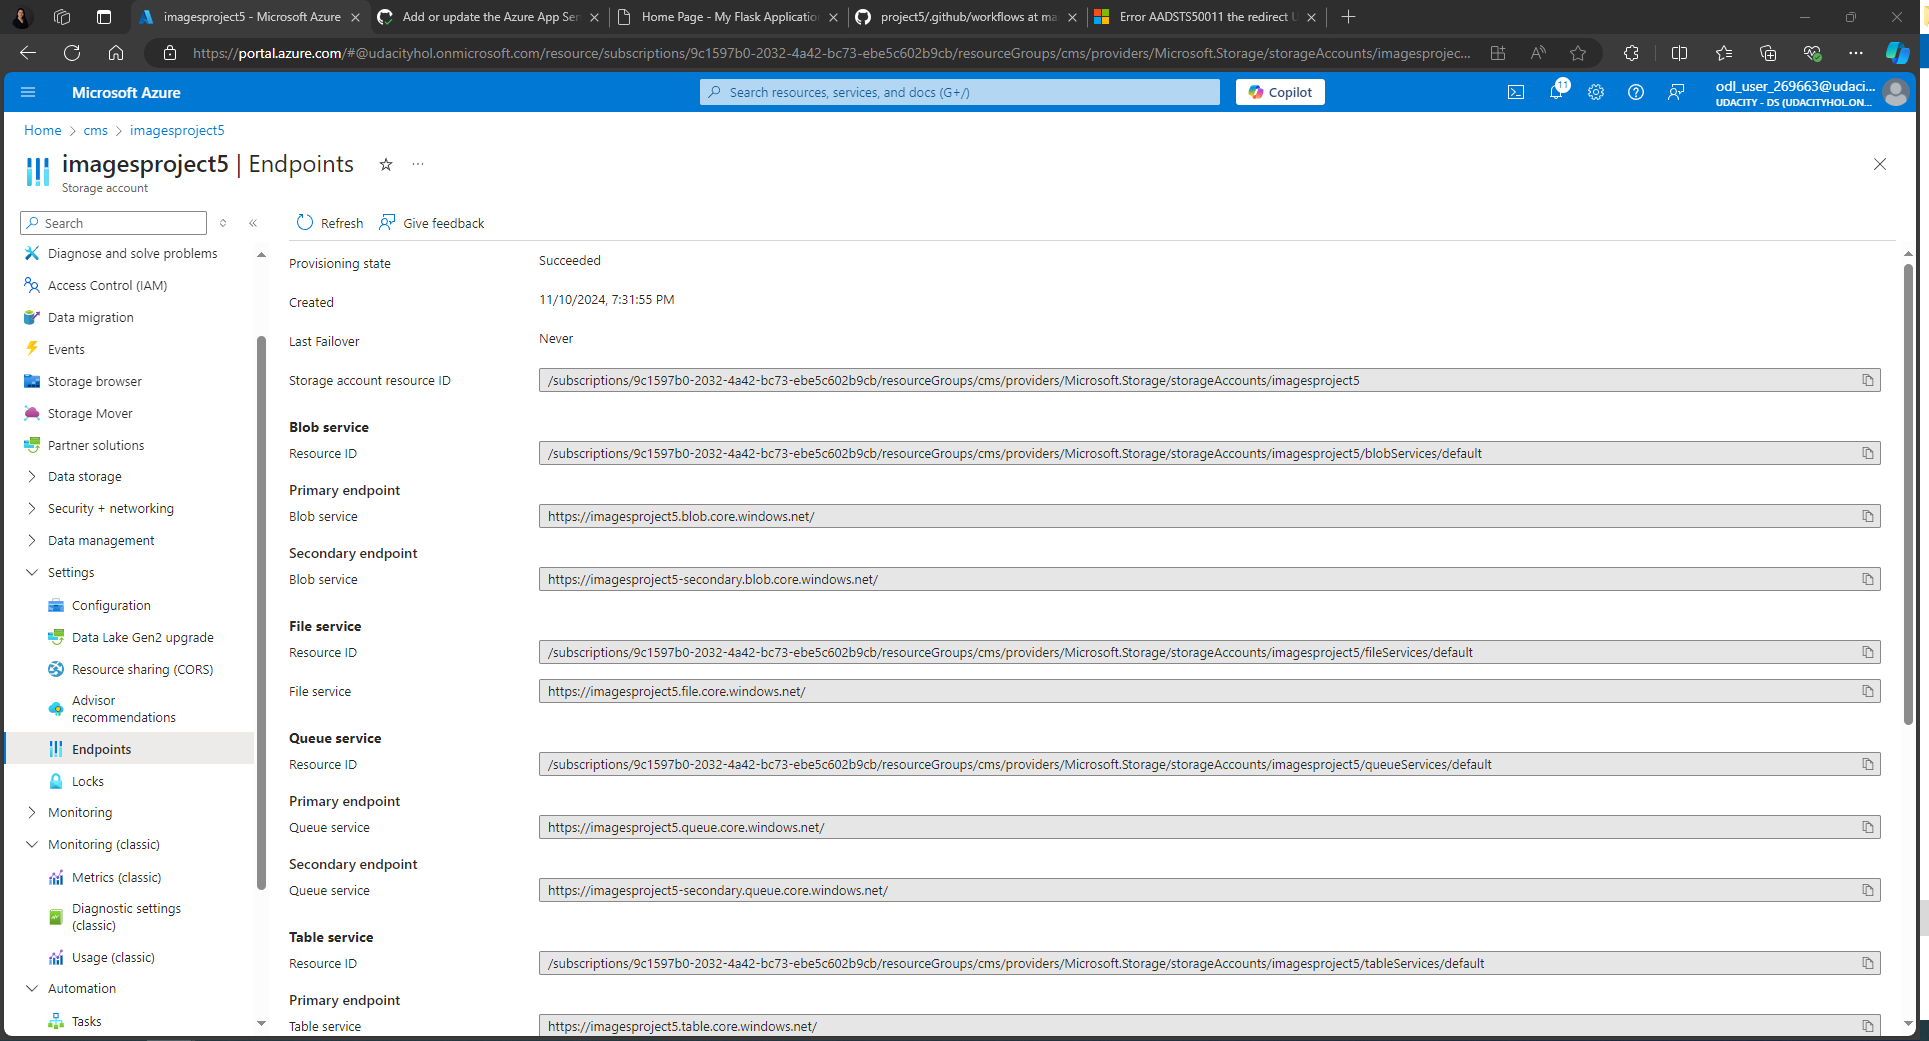 imagesproject5 - Microsoft Azure
Add or update the Azure App Ser
Home Page - My Flask Application
project5/.github/workflows at ma
Error AADSTS50011 the redirect U
https://portal.azure.com/#@udacityhol.onmicrosoft.com/resource/subscriptions/9c1597b0-2032-4a42-bc73-ebe5c602b9cb/resourceGroups/cms/providers/Microsoft.Storage/storageAccounts/imagesprojec...
Microsoft Azure
Search resources, services, and docs (G+/)
Copilot
11
odl_user_269663@udaci...
UDACITY - DS (UDACITYHOL.ON...
Home > cms > imagesproject5
imagesproject5 | Endpoints
Storage account
Search
Refresh
Give feedback
Diagnose and solve problems
Access Control (IAM)
Data migration
Events
Storage browser
Storage Mover
Partner solutions
Data storage
Security + networking
Data management
Settings
Configuration
Data Lake Gen2 upgrade
Resource sharing (CORS)
Advisor
recommendations
Endpoints
Locks
Monitoring
Monitoring (classic)
Metrics (classic)
Diagnostic settings
(classic)
Usage (classic)
Automation
Tasks
Provisioning state
Succeeded
Created
11/10/2024, 7:31:55 PM
Last Failover
Never
Storage account resource ID
/subscriptions/9c1597b0-2032-4a42-bc73-ebe5c602b9cb/resourceGroups/cms/providers/Microsoft.Storage/storageAccounts/imagesproject5
Blob service
Resource ID
/subscriptions/9c1597b0-2032-4a42-bc73-ebe5c602b9cb/resourceGroups/cms/providers/Microsoft.Storage/storageAccounts/imagesproject5/blobServices/default
Primary endpoint
Blob service
https://imagesproject5.blob.core.windows.net/
Secondary endpoint
Blob service
https://imagesproject5-secondary.blob.core.windows.net/
File service
Resource ID
/subscriptions/9c1597b0-2032-4a42-bc73-ebe5c602b9cb/resourceGroups/cms/providers/Microsoft.Storage/storageAccounts/imagesproject5/fileServices/default
File service
https://imagesproject5.file.core.windows.net/
Queue service
Resource ID
/subscriptions/9c1597b0-2032-4a42-bc73-ebe5c602b9cb/resourceGroups/cms/providers/Microsoft.Storage/storageAccounts/imagesproject5/queueServices/default
Primary endpoint
Queue service
https://imagesproject5.queue.core.windows.net/
Secondary endpoint
Queue service
https://imagesproject5-secondary.queue.core.windows.net/
Table service
Resource ID
/subscriptions/9c1597b0-2032-4a42-bc73-ebe5c602b9cb/resourceGroups/cms/providers/Microsoft.Storage/storageAccounts/imagesproject5/tableServices/default
Primary endpoint
Table service
https://imagesproject5.table.core.windows.net/